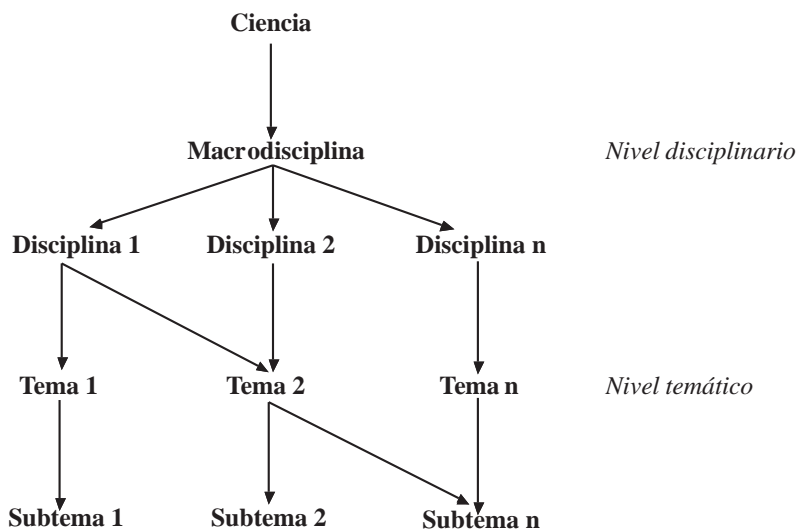 Ciencia
Macrodisciplina
Nivel disciplinario
Disciplina 1
Disciplina 2
Disciplina n
Tema 1
Tema 2
Tema n
Nivel temático
Subtema 1
Subtema 2
Subtema n